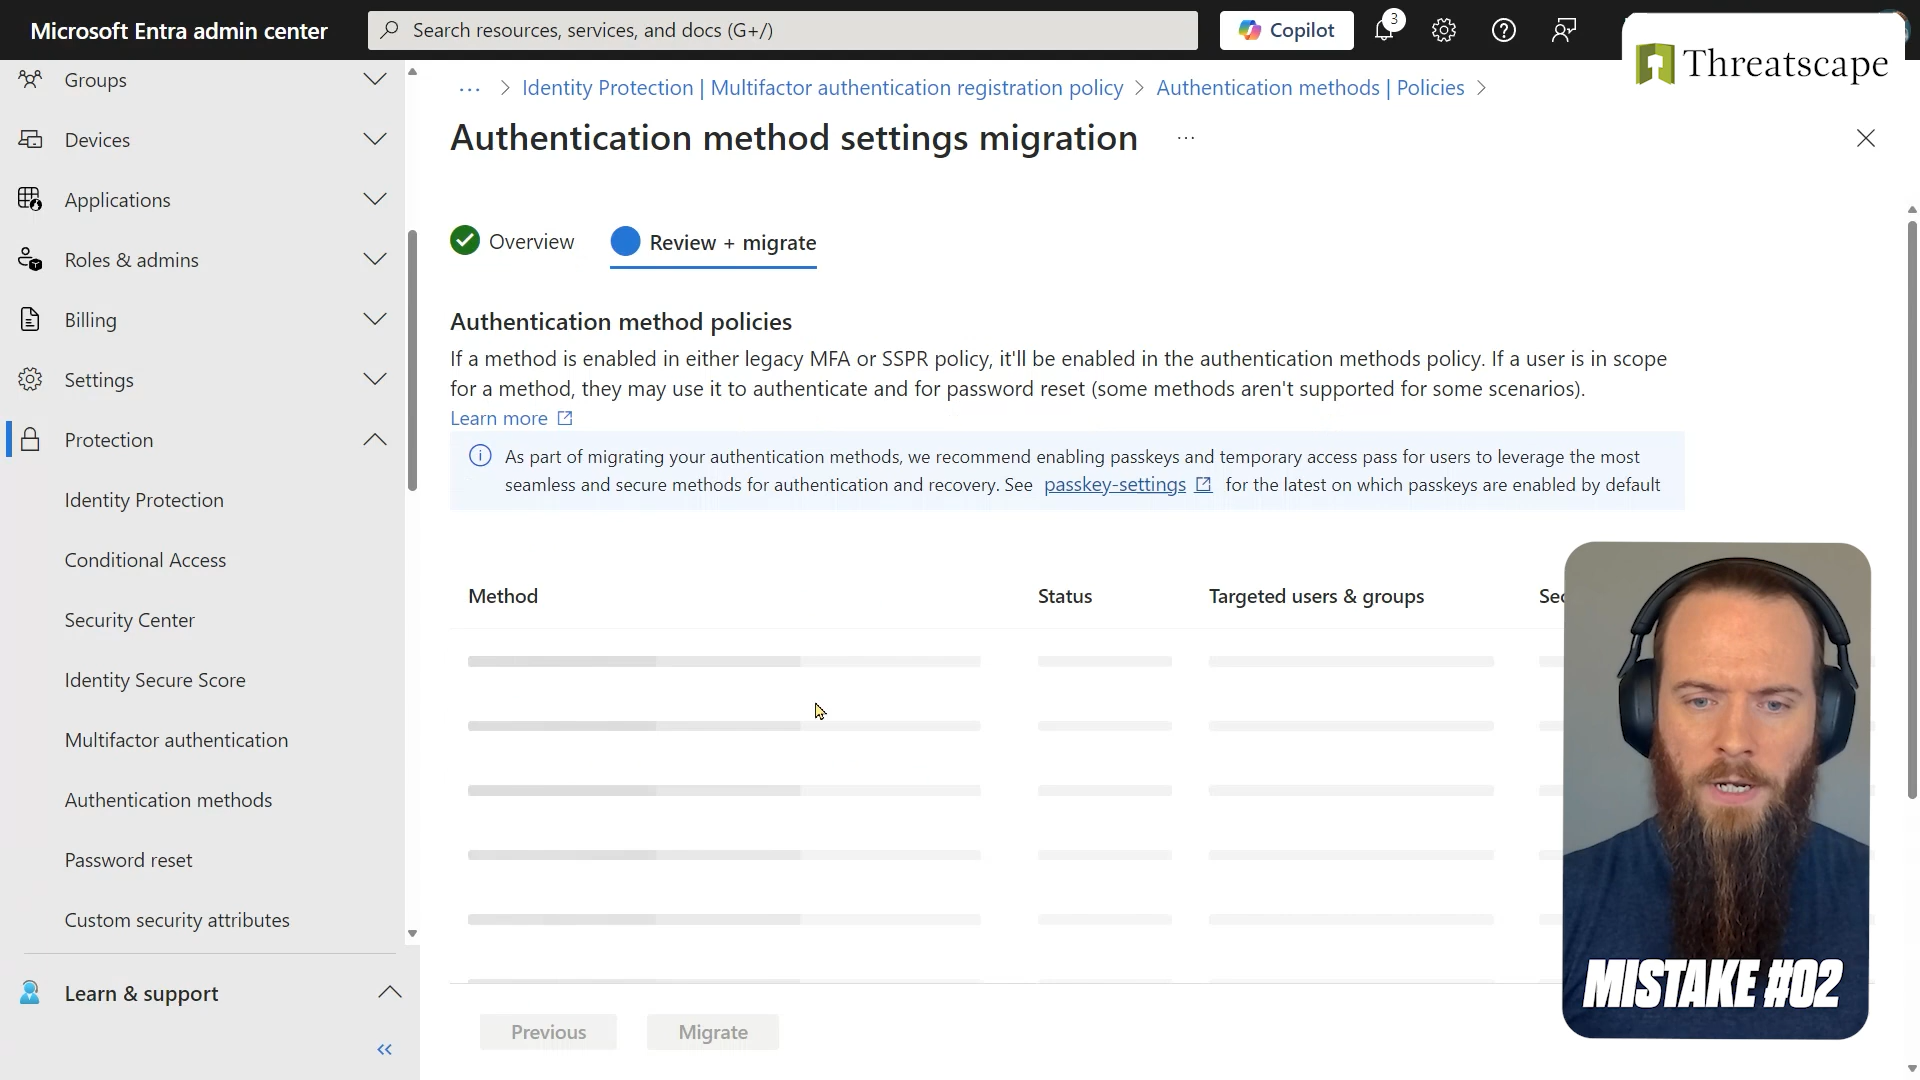 Microsoft Entra admin center
Search resources, services, and docs (G+/)
Copilot
3
Threatscape
Groups
Devices
Applications
Roles & admins
Billing
Settings
Protection
Identity Protection
Conditional Access
Security Center
Identity Secure Score
Multifactor authentication
Authentication methods
Password reset
Custom security attributes
Learn & support
... > Identity Protection | Multifactor authentication registration policy > Authentication methods | Policies >
Authentication method settings migration ...
Overview
Review + migrate
Authentication method policies
If a method is enabled in either legacy MFA or SSPR policy, it'll be enabled in the authentication methods policy. If a user is in scope
for a method, they may use it to authenticate and for password reset (some methods aren't supported for some scenarios).
Learn more
As part of migrating your authentication methods, we recommend enabling passkeys and temporary access pass for users to leverage the most
seamless and secure methods for authentication and recovery. See passkey-settings for the latest on which passkeys are enabled by default
Method Status Targeted users & groups
Previous Migrate
MISTAKE #02